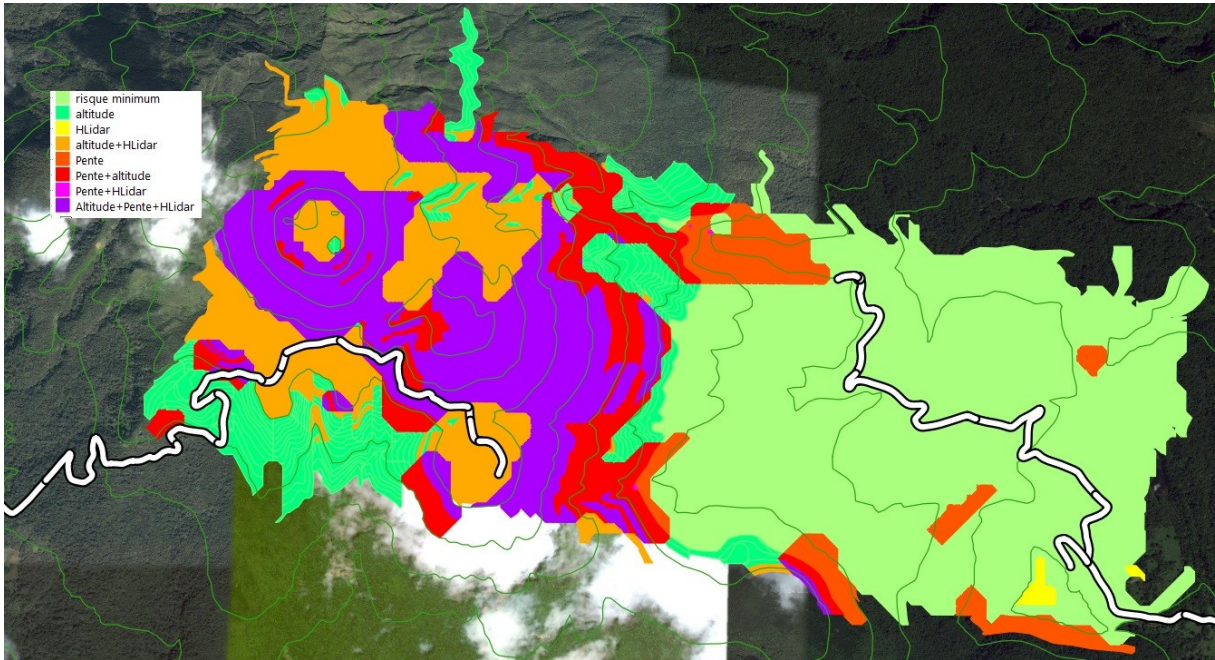 risque minimum
altitude
HLidar
altitude+HLidar
Pente
Pente+altitude
Pente+HLidar
Altitude+Pente+HLidar